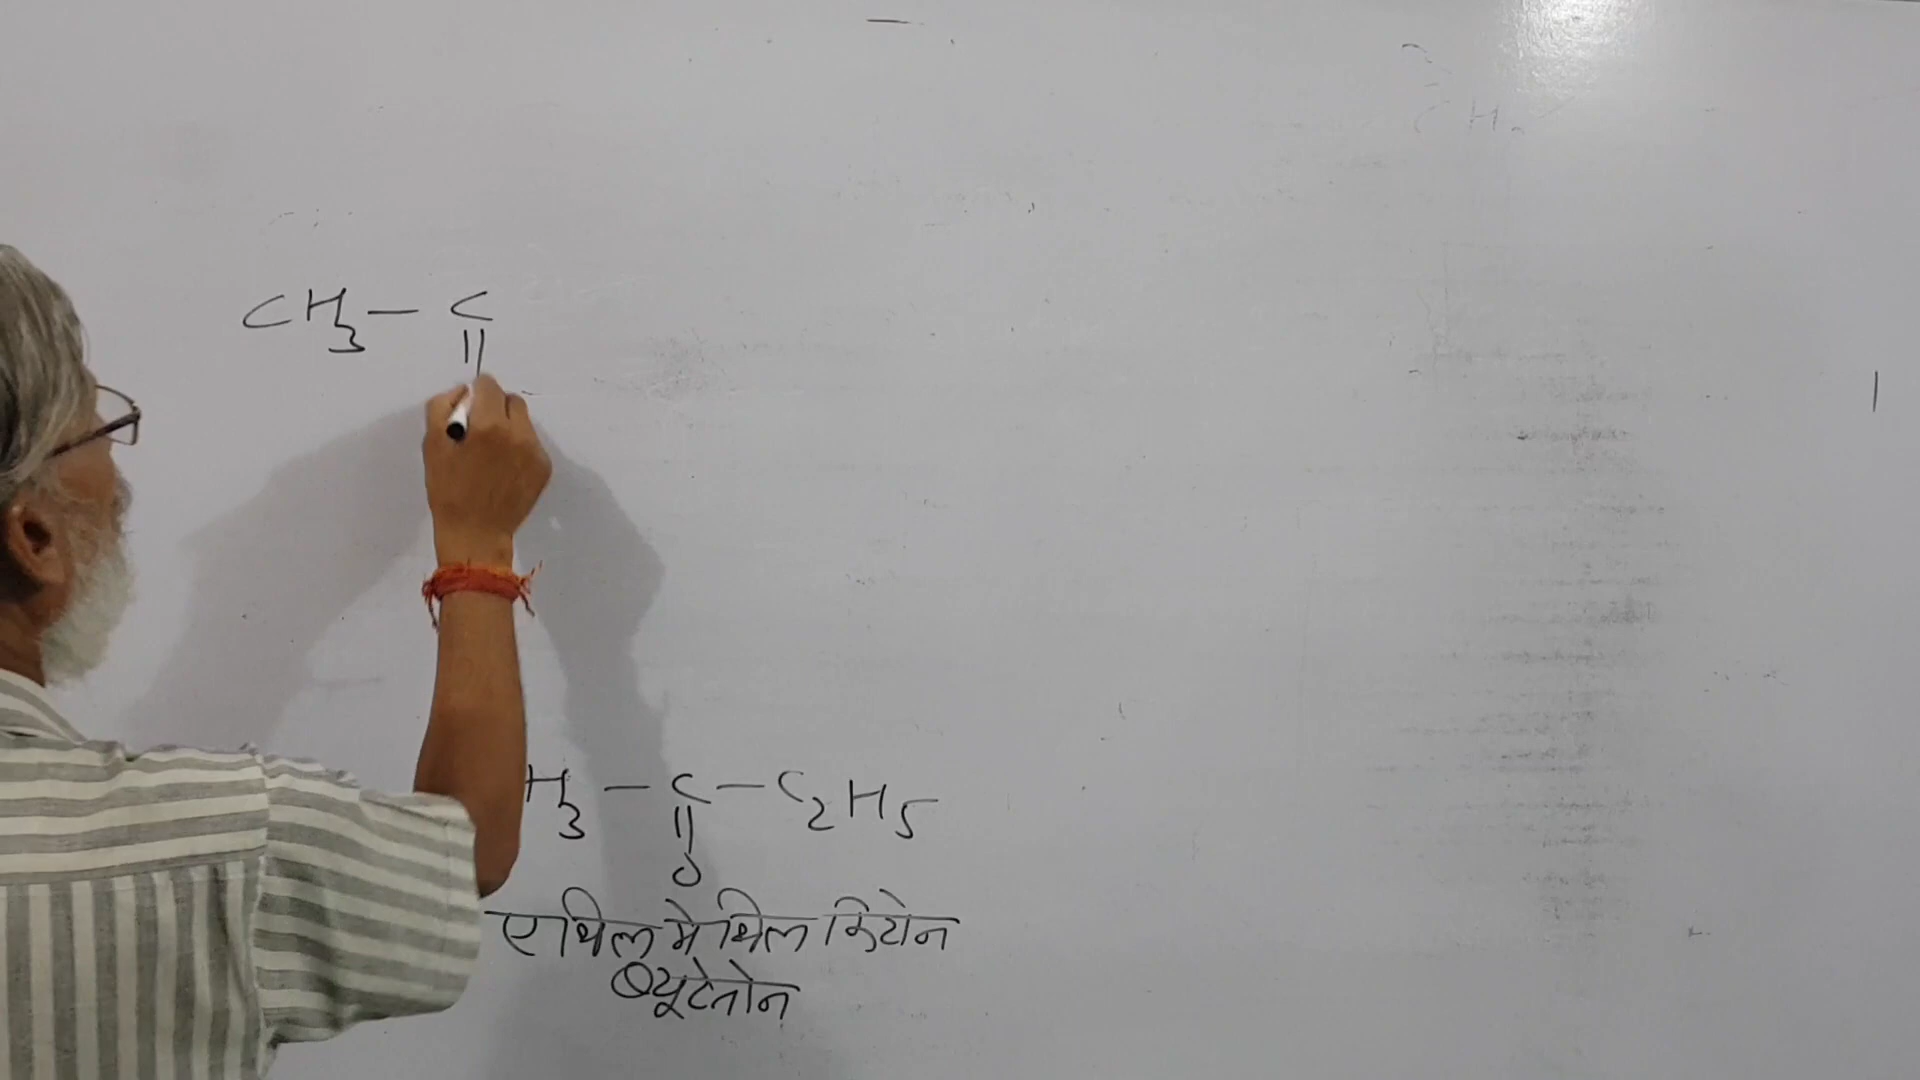 CH₃ — C
||
H₃ — C — C₂H₅
||
O
एथिल मेथिल किटोन
ब्यूटेनोन